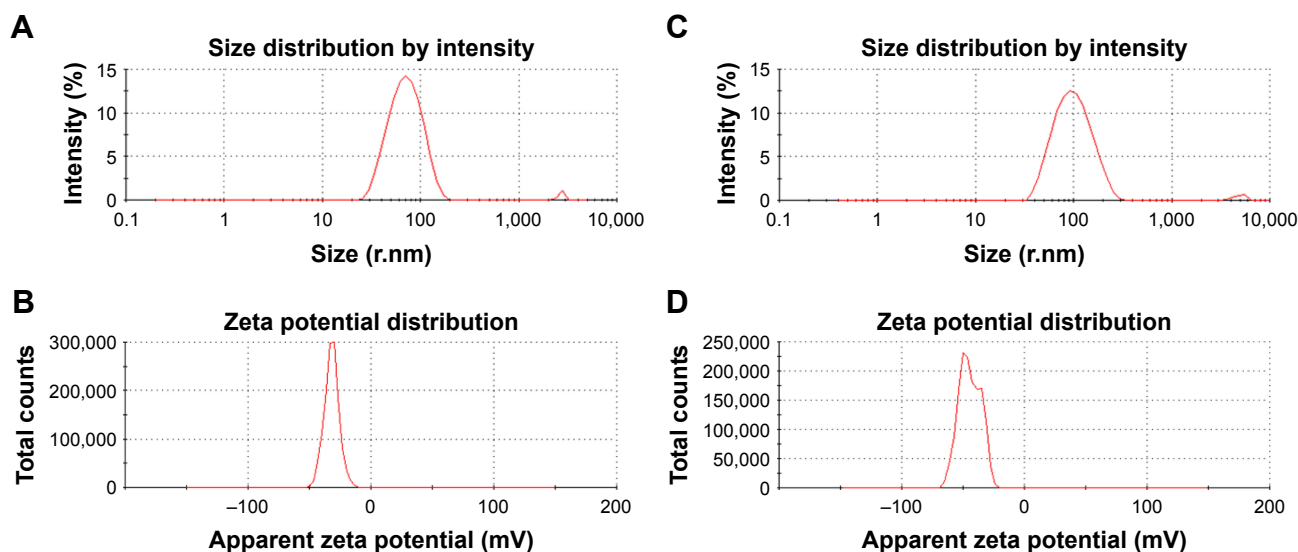 A
Size distribution by intensity
Intensity (%)
15
10
5
0
0.1 1 10 100 1,000 10,000
Size (r.nm)
B
Zeta potential distribution
Total counts
300,000
200,000
100,000
0
–100 0 100 200
Apparent zeta potential (mV)
C
Size distribution by intensity
Intensity (%)
15
10
5
0
0.1 1 10 100 1,000 10,000
Size (r.nm)
D
Zeta potential distribution
Total counts
250,000
200,000
150,000
100,000
50,000
0
–100 0 100 200
Apparent zeta potential (mV)